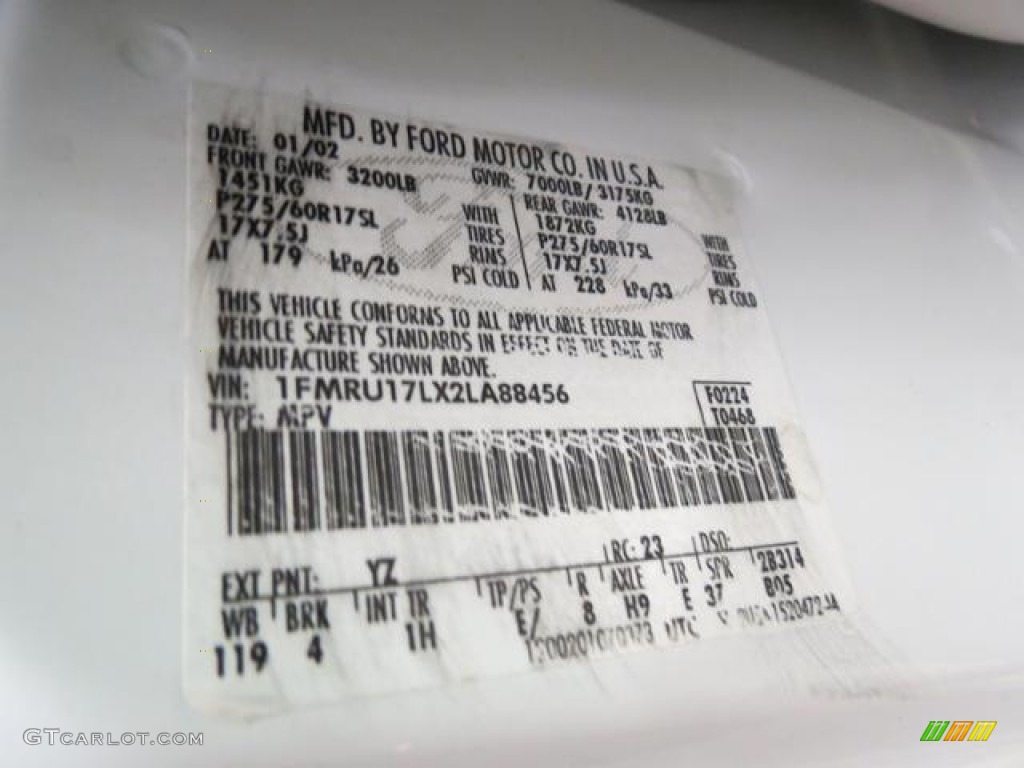 MFD. BY FORD MOTOR CO. IN U.S.A.
DATE: 01/02 GVWR: 7000LB/ 3175KG
FRONT GAWR: 3200LB REAR GAWR: 4128LB
1451KG 1872KG
P275/60R17SL WITH TIRES P275/60R17SL WITH TIRES
17X7.5J RIMS 17X7.5J RIMS
AT 179 kPa/26 PSI COLD AT 228 kPa/33 PSI COLD
THIS VEHICLE CONFORMS TO ALL APPLICABLE FEDERAL MOTOR
VEHICLE SAFETY STANDARDS IN EFFECT ON THE DATE OF
MANUFACTURE SHOWN ABOVE.
VIN: 1FMRU17LX2LA88456 F0224
TYPE: MPV T0468
EXT PNT: YZ RC: 23 DSO:
WB BRK INT TR TP/PS R AXLE TR SPR 2B314
119 4 1H E/ 8 H9 E 37 B05
GTCARLOT.COM